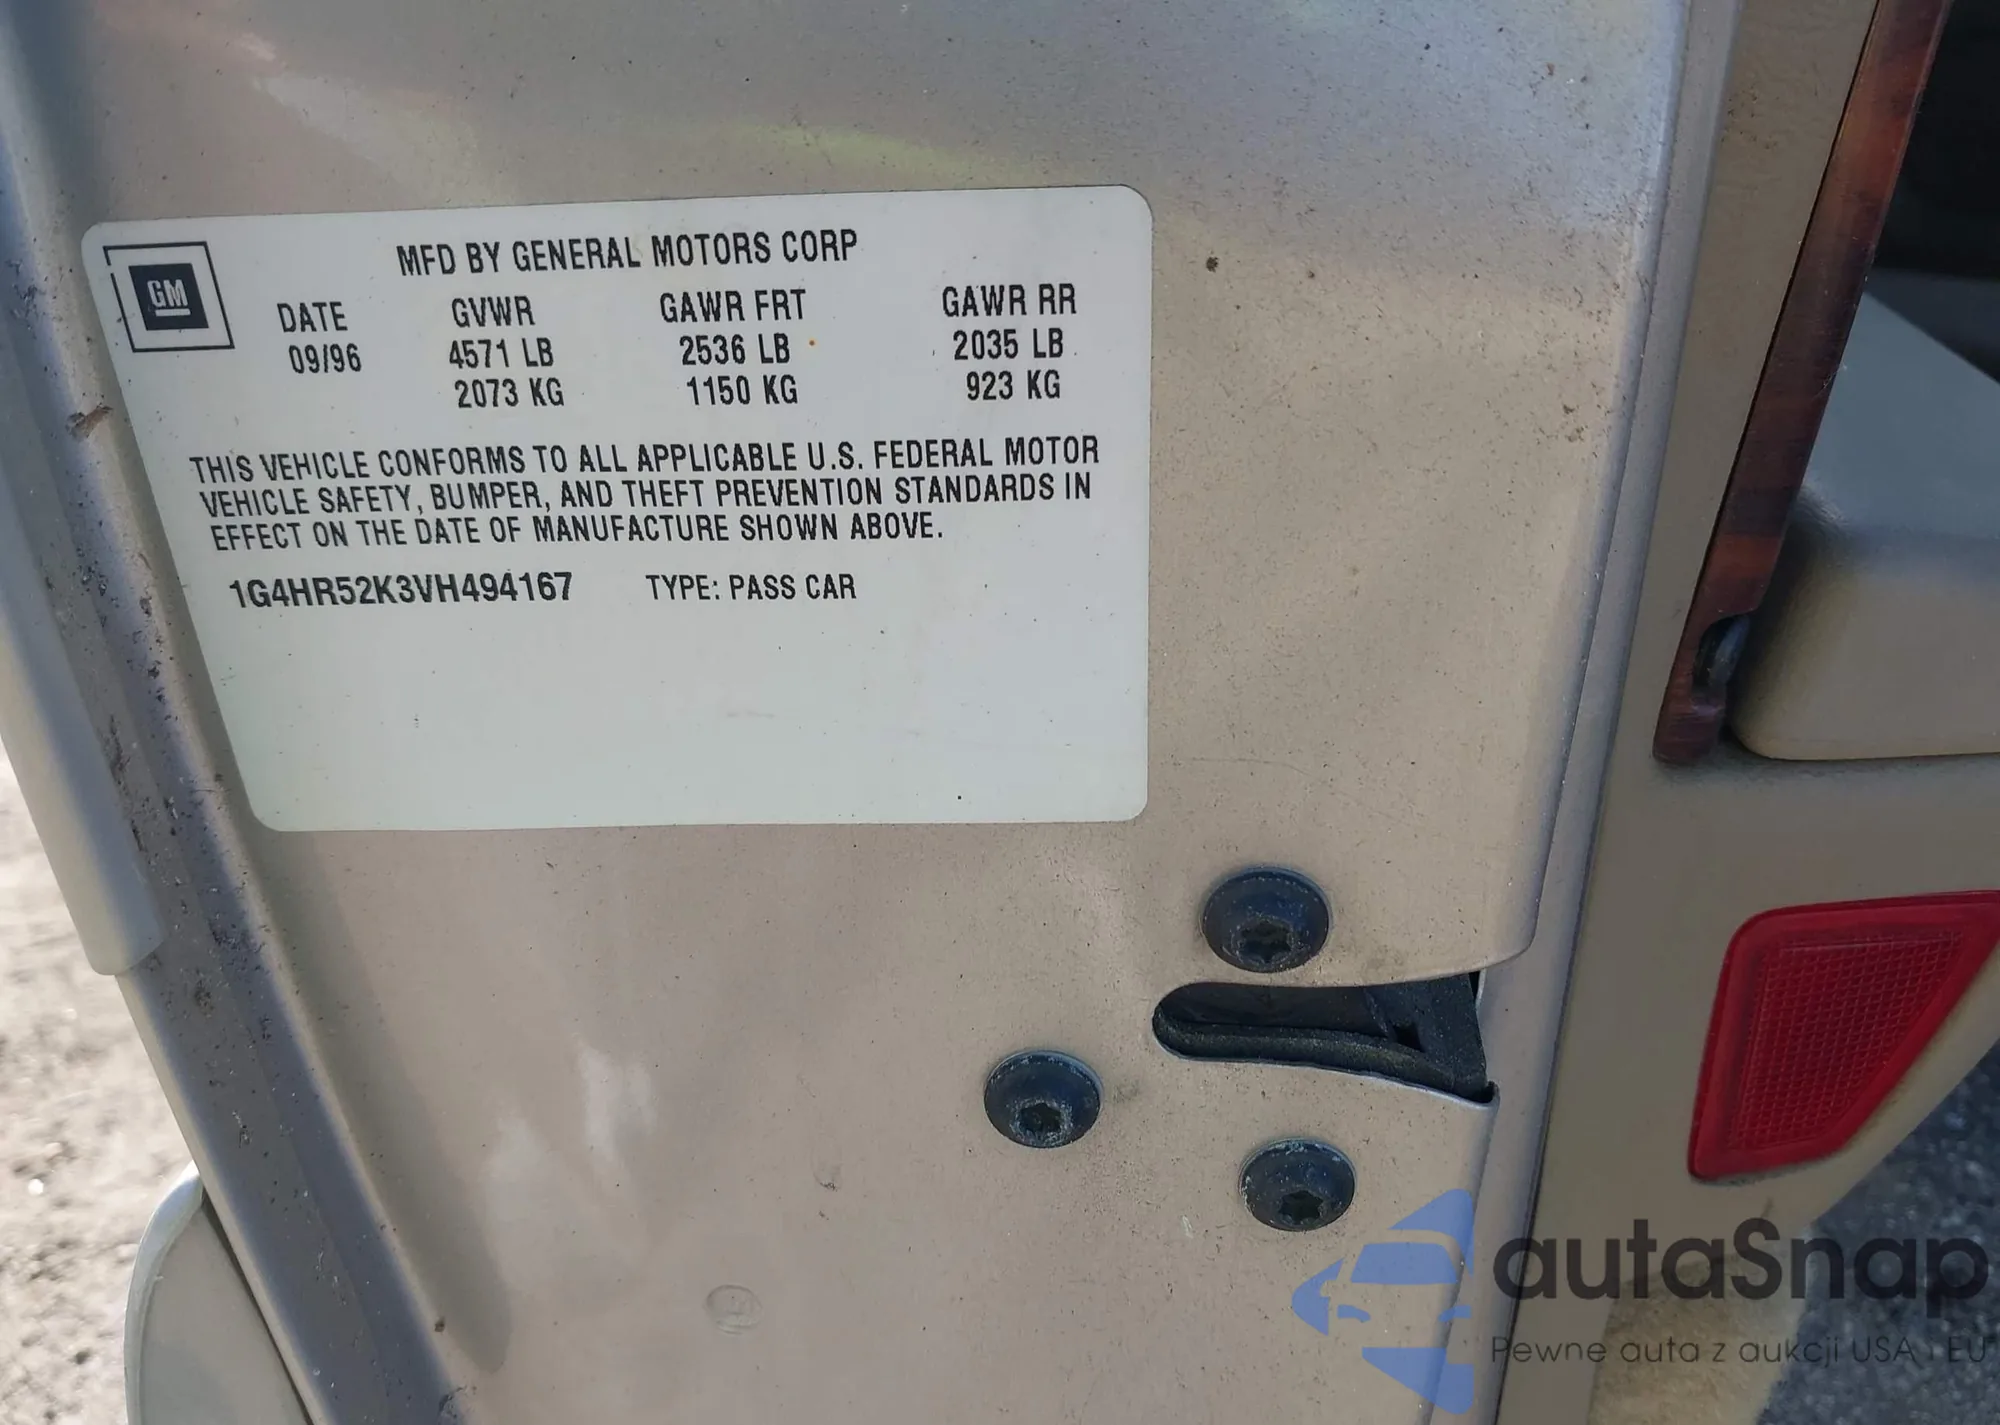 MFD BY GENERAL MOTORS CORP
GM
DATE GVWR GAWR FRT GAWR RR
09/96 4571 LB 2536 LB 2035 LB
2073 KG 1150 KG 923 KG
THIS VEHICLE CONFORMS TO ALL APPLICABLE U.S. FEDERAL MOTOR
VEHICLE SAFETY, BUMPER, AND THEFT PREVENTION STANDARDS IN
EFFECT ON THE DATE OF MANUFACTURE SHOWN ABOVE.
1G4HR52K3VH494167 TYPE: PASS CAR
autaSnap
Pewne auta z aukcji USA i EU